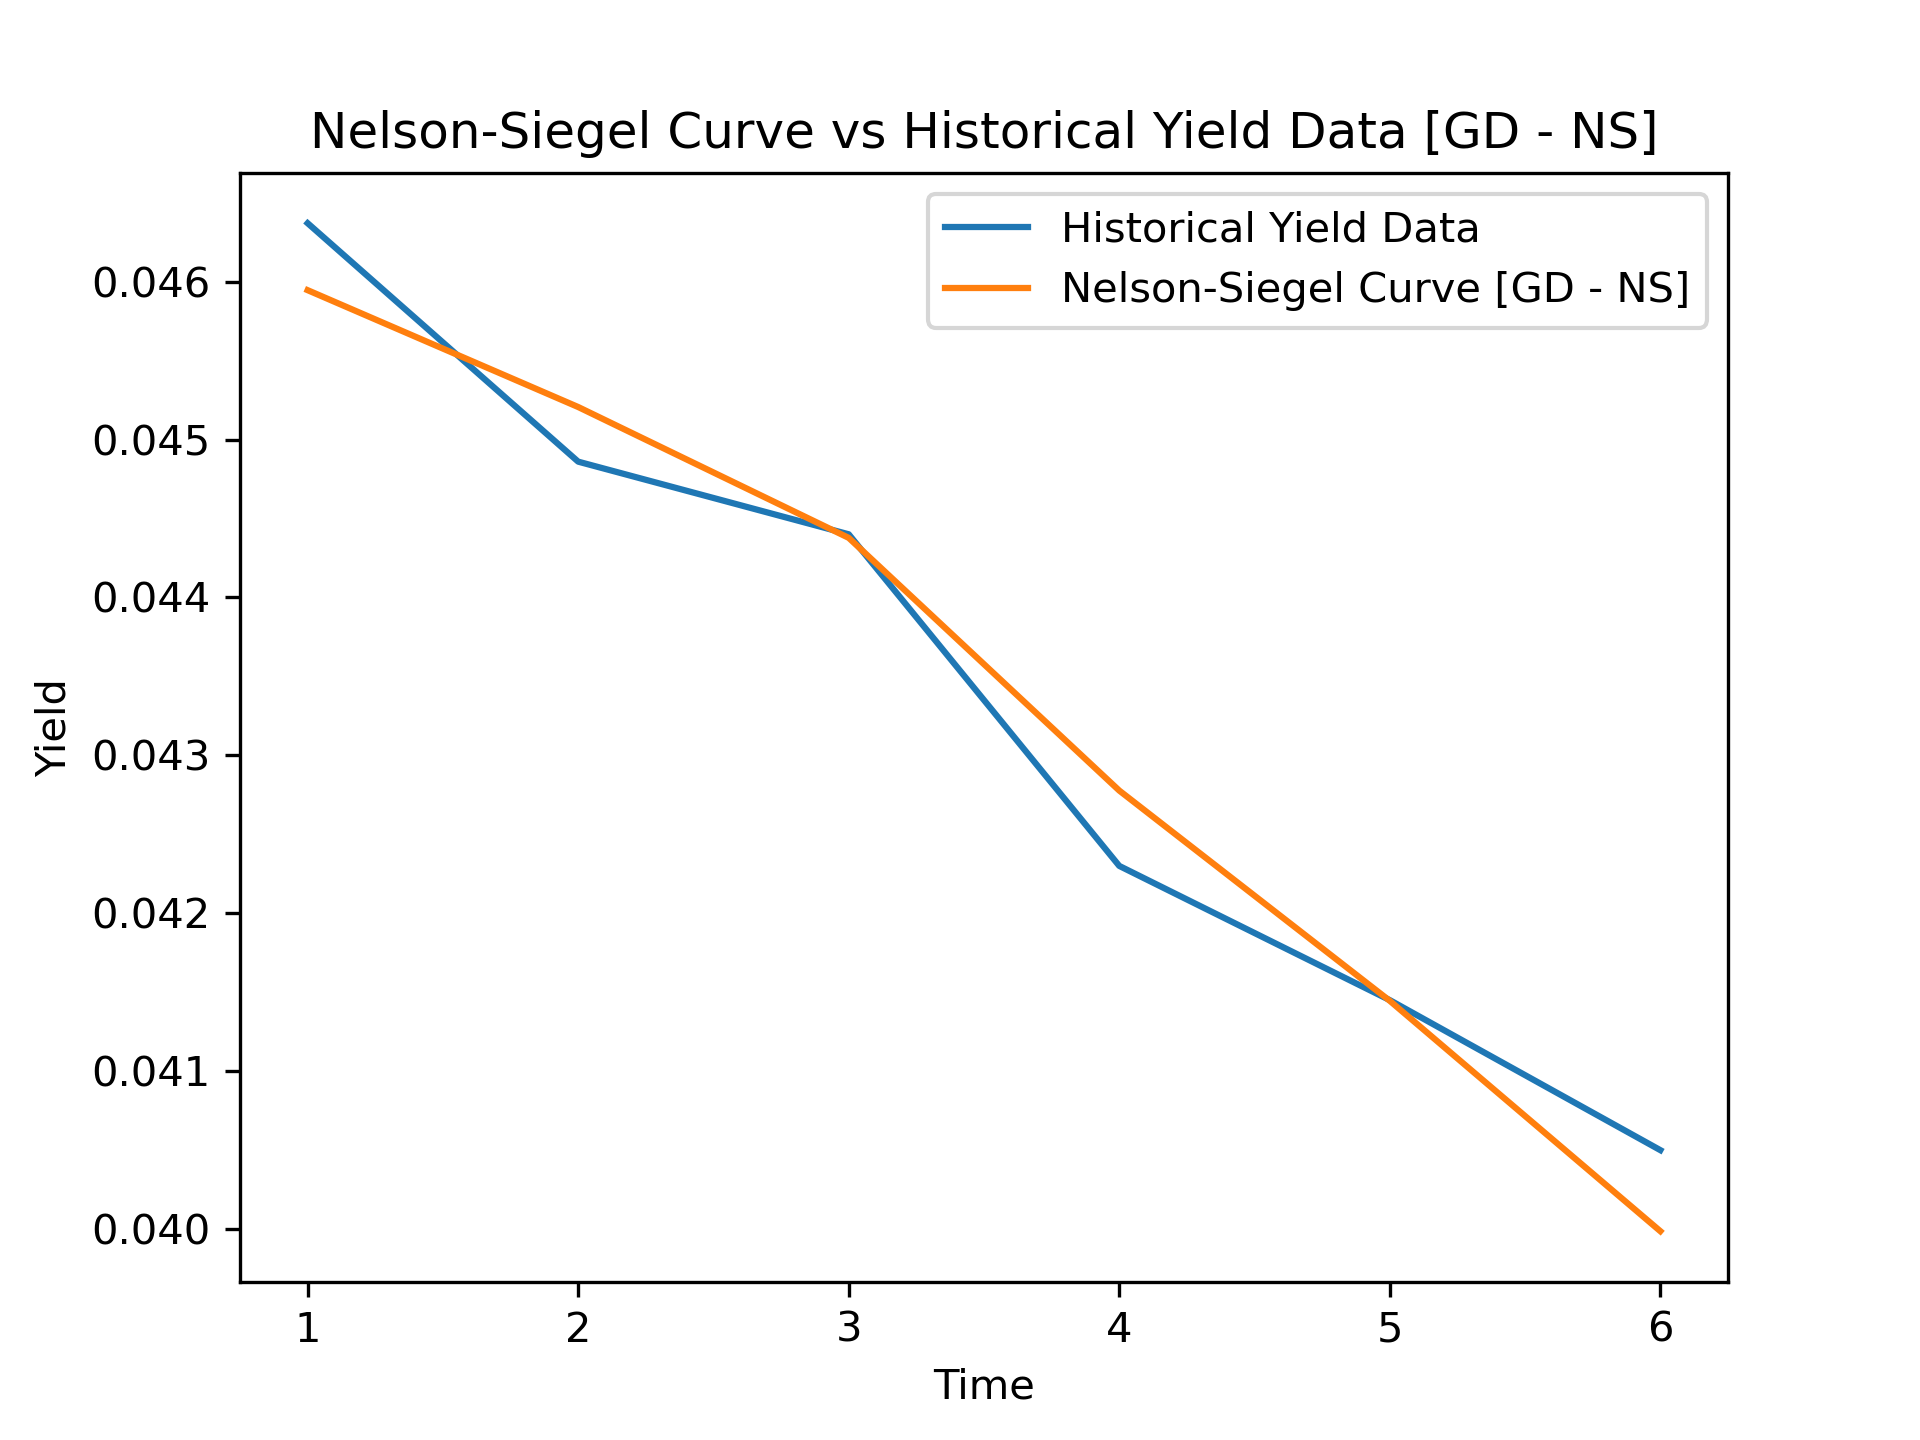 Nelson-Siegel Curve vs Historical Yield Data [GD - NS]
Historical Yield Data
Nelson-Siegel Curve [GD - NS]
0.046
0.045
0.044
0.043
0.042
0.041
0.040
Yield
1 2 3 4 5 6
Time